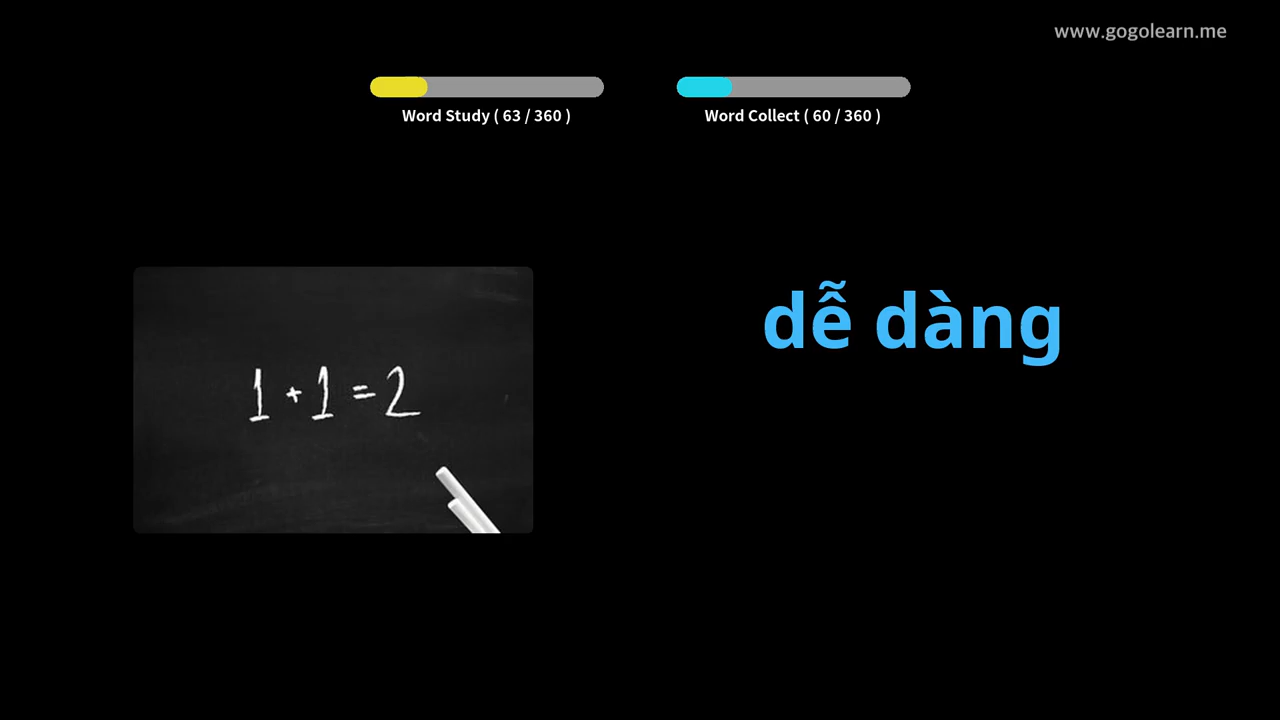 www.gogolearn.me
Word Study ( 63 / 360 )
Word Collect ( 60 / 360 )
dễ dàng
1 + 1 = 2